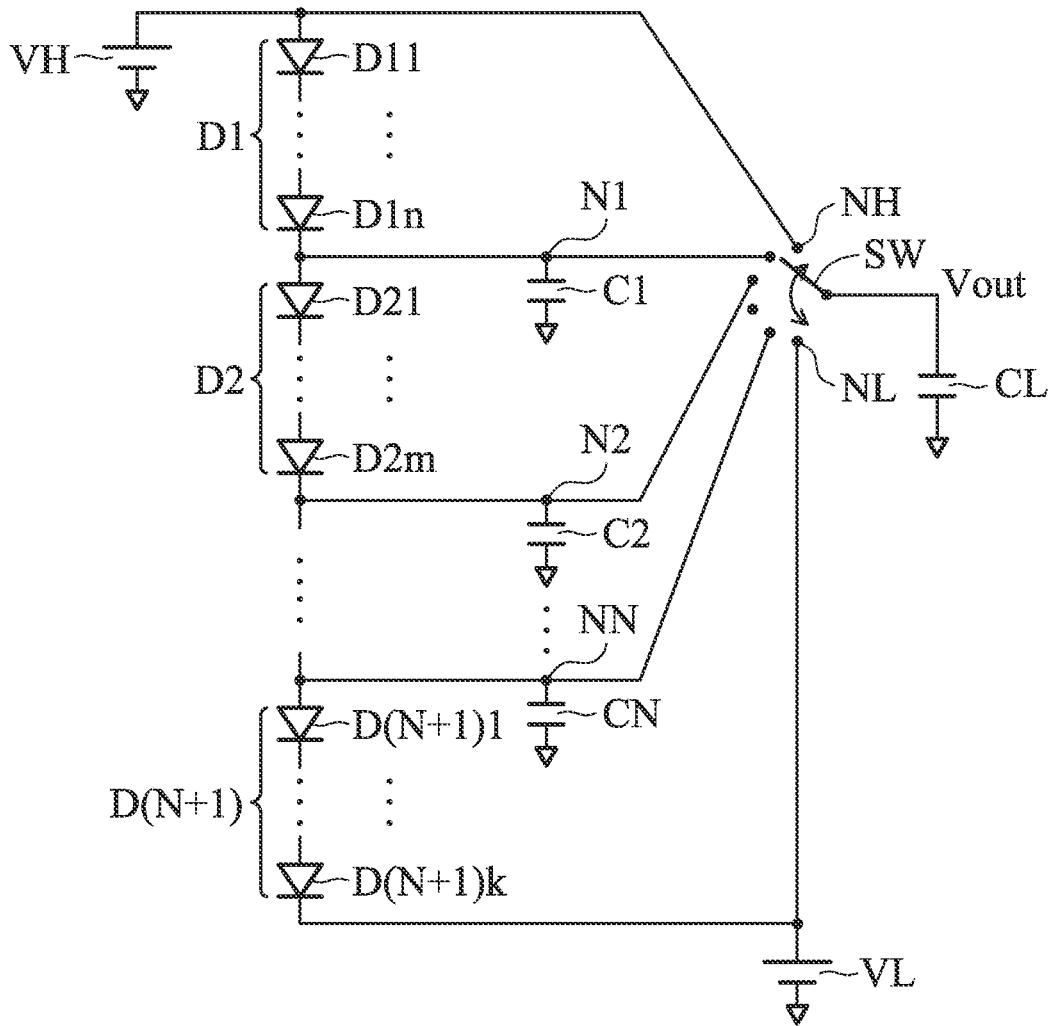 VH
D11
D1
D1n
N1
NH
SW
Vout
C1
D21
D2
NL
CL
D2m
N2
C2
NN
CN
D(N+1)1
D(N+1)
D(N+1)k
VL